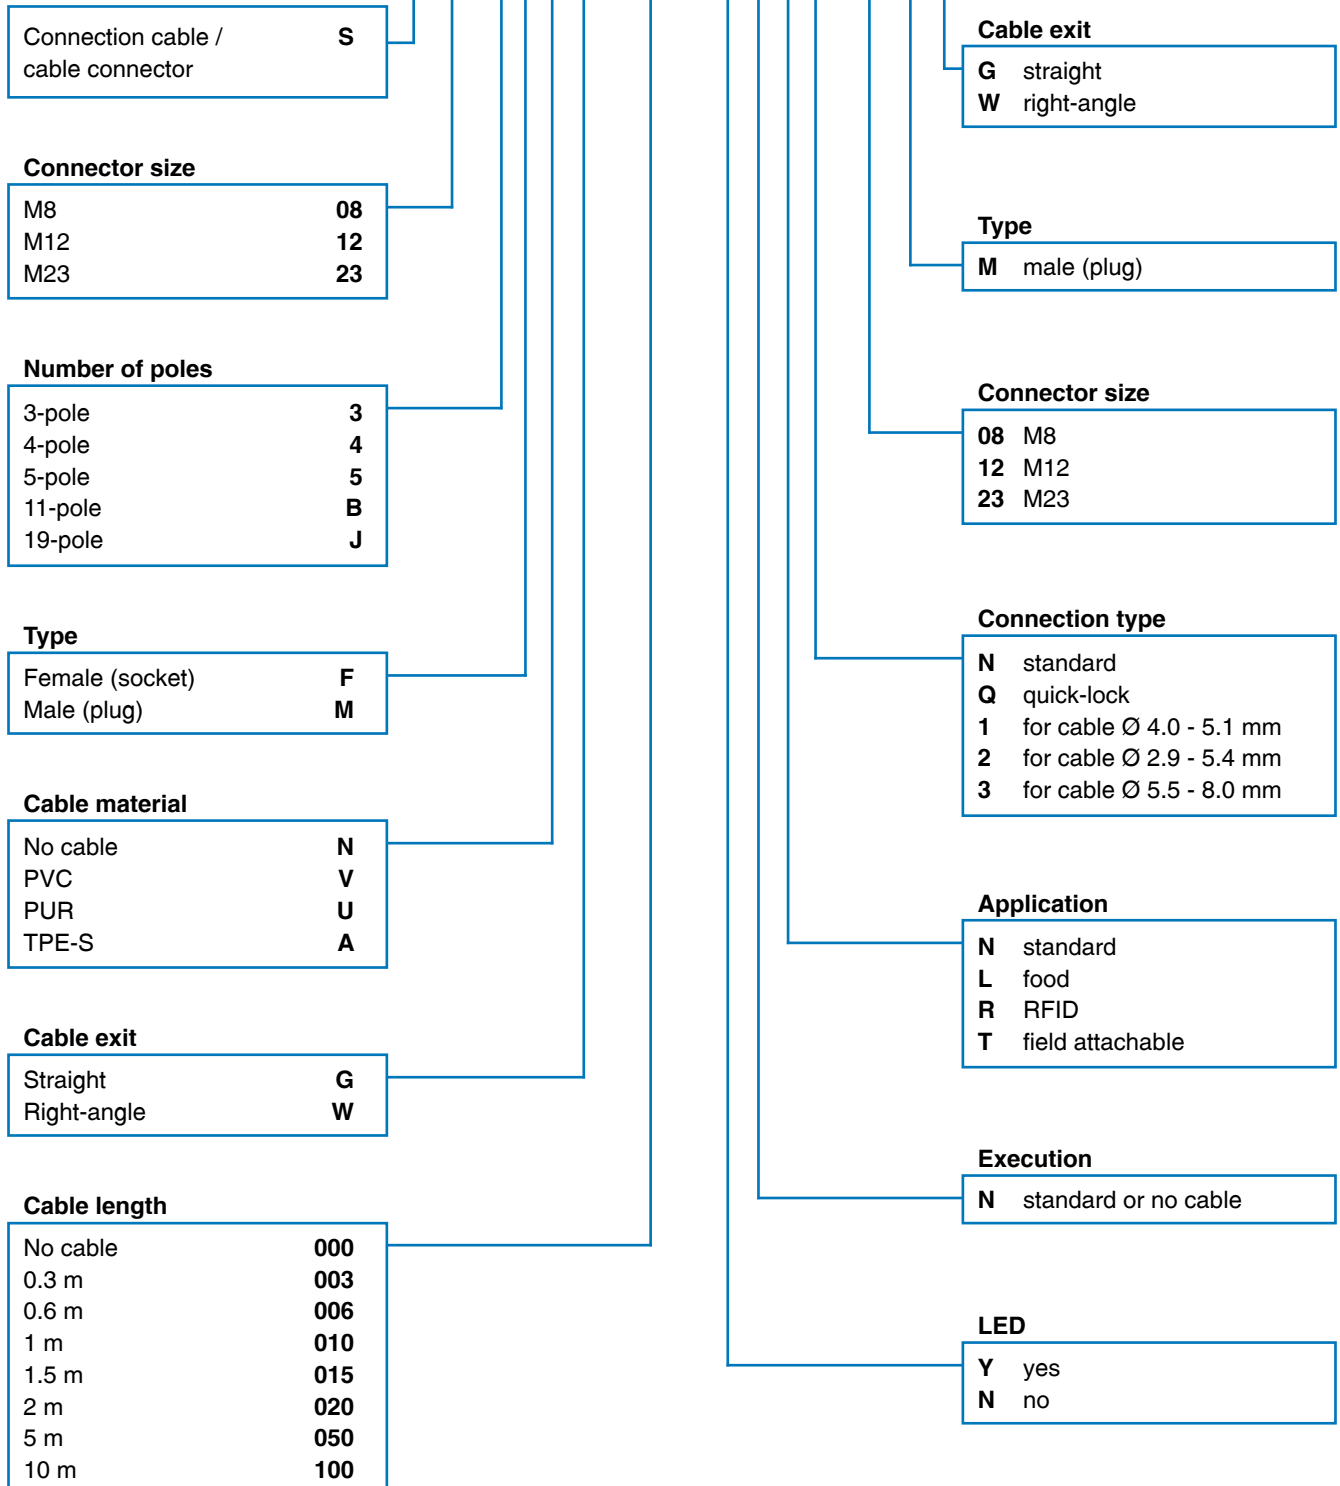 Connection cable / S
cable connector
Connector size
M8 08
M12 12
M23 23
Number of poles
3-pole 3
4-pole 4
5-pole 5
11-pole B
19-pole J
Type
Female (socket) F
Male (plug) M
Cable material
No cable N
PVC V
PUR U
TPE-S A
Cable exit
Straight G
Right-angle W
Cable length
No cable 000
0.3 m 003
0.6 m 006
1 m 010
1.5 m 015
2 m 020
5 m 050
10 m 100
Cable exit
G straight
W right-angle
Type
M male (plug)
Connector size
08 M8
12 M12
23 M23
Connection type
N standard
Q quick-lock
1 for cable Ø 4.0 - 5.1 mm
2 for cable Ø 2.9 - 5.4 mm
3 for cable Ø 5.5 - 8.0 mm
Application
N standard
L food
R RFID
T field attachable
Execution
N standard or no cable
LED
Y yes
N no